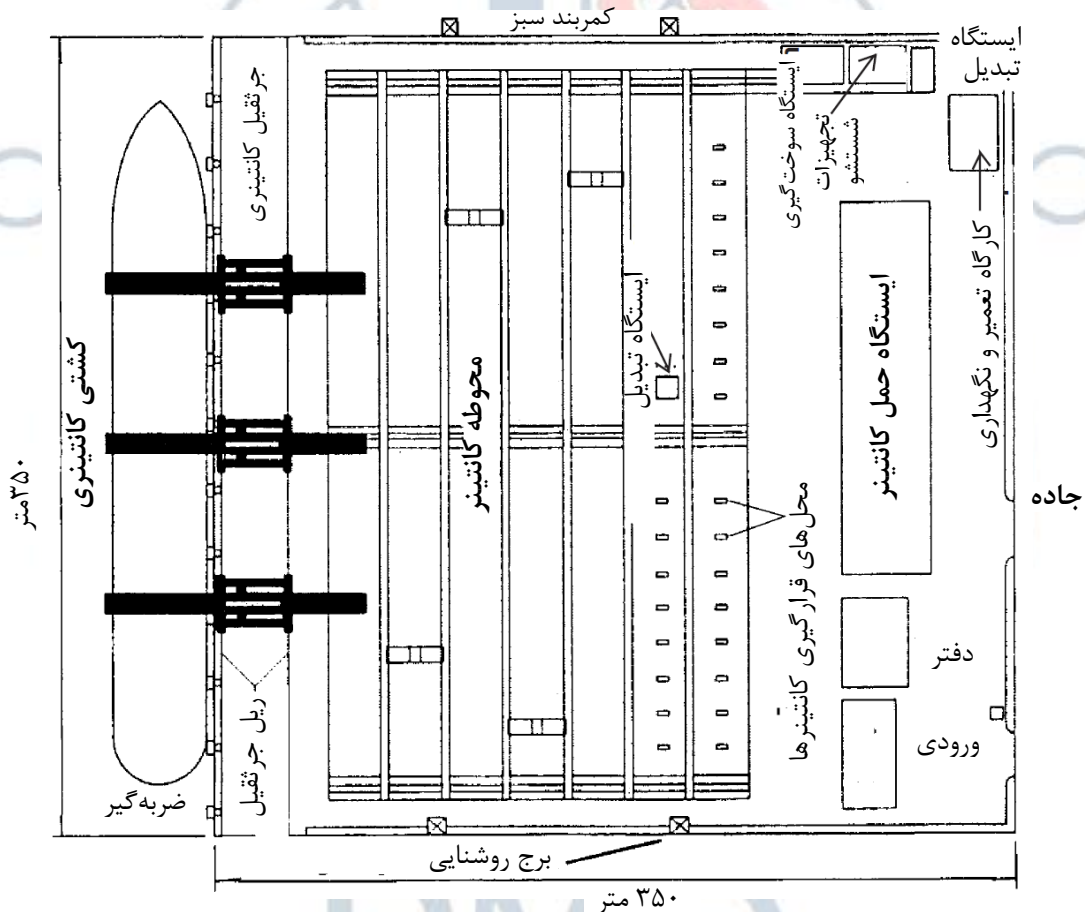 کمربند سبز
ایستگاه
تبدیل
جرثقیل کانتینری
ایستگاه سوخت‌گیری
تجهیزات
شستشو
کارگاه تعمیر و نگهداری
ایستگاه تبدیل
کشتی کانتینری
محوطه کانتینر
ایستگاه حمل کانتینر
۳۵۰متر
جاده
محل‌های قرارگیری کانتینرها
دفتر
ورودی
ریل جرثقیل
ضربه‌گیر
برج روشنایی
۳۵۰ متر